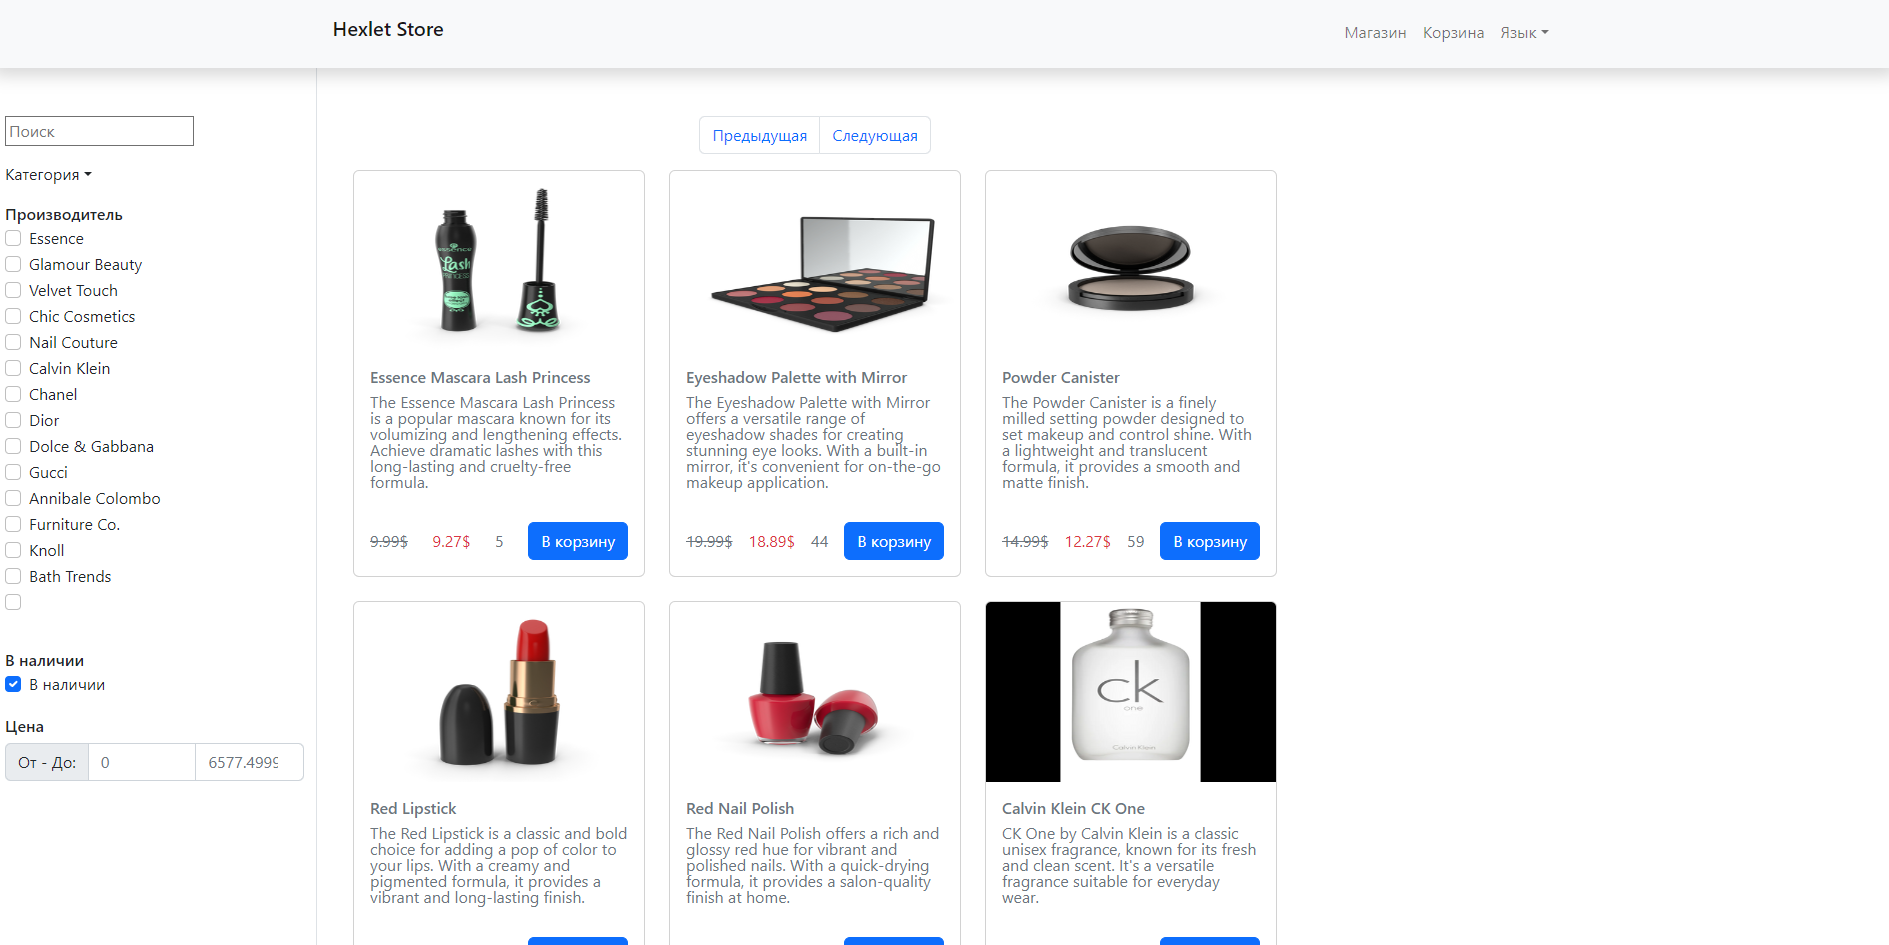 Hexlet Store
Магазин Корзина Язык
Поиск
Категория
Производитель
Essence
Glamour Beauty
Velvet Touch
Chic Cosmetics
Nail Couture
Calvin Klein
Chanel
Dior
Dolce & Gabbana
Gucci
Annibale Colombo
Furniture Co.
Knoll
Bath Trends
В наличии
В наличии
Цена
От - До: 0 6577.4999
Предыдущая Следующая
essence
Lash
PRINCESS
Essence Mascara Lash Princess
The Essence Mascara Lash Princess
is a popular mascara known for its
volumizing and lengthening effects.
Achieve dramatic lashes with this
long-lasting and cruelty-free
formula.
9.99$ 9.27$ 5 В корзину
Eyeshadow Palette with Mirror
The Eyeshadow Palette with Mirror
offers a versatile range of
eyeshadow shades for creating
stunning eye looks. With a built-in
mirror, it's convenient for on-the-go
makeup application.
19.99$ 18.89$ 44 В корзину
Powder Canister
The Powder Canister is a finely
milled setting powder designed to
set makeup and control shine. With
a lightweight and translucent
formula, it provides a smooth and
matte finish.
14.99$ 12.27$ 59 В корзину
Red Lipstick
The Red Lipstick is a classic and bold
choice for adding a pop of color to
your lips. With a creamy and
pigmented formula, it provides a
vibrant and long-lasting finish.
Red Nail Polish
The Red Nail Polish offers a rich and
glossy red hue for vibrant and
polished nails. With a quick-drying
formula, it provides a salon-quality
finish at home.
ck
one
Calvin Klein
Calvin Klein CK One
CK One by Calvin Klein is a classic
unisex fragrance, known for its fresh
and clean scent. It's a versatile
fragrance suitable for everyday
wear.